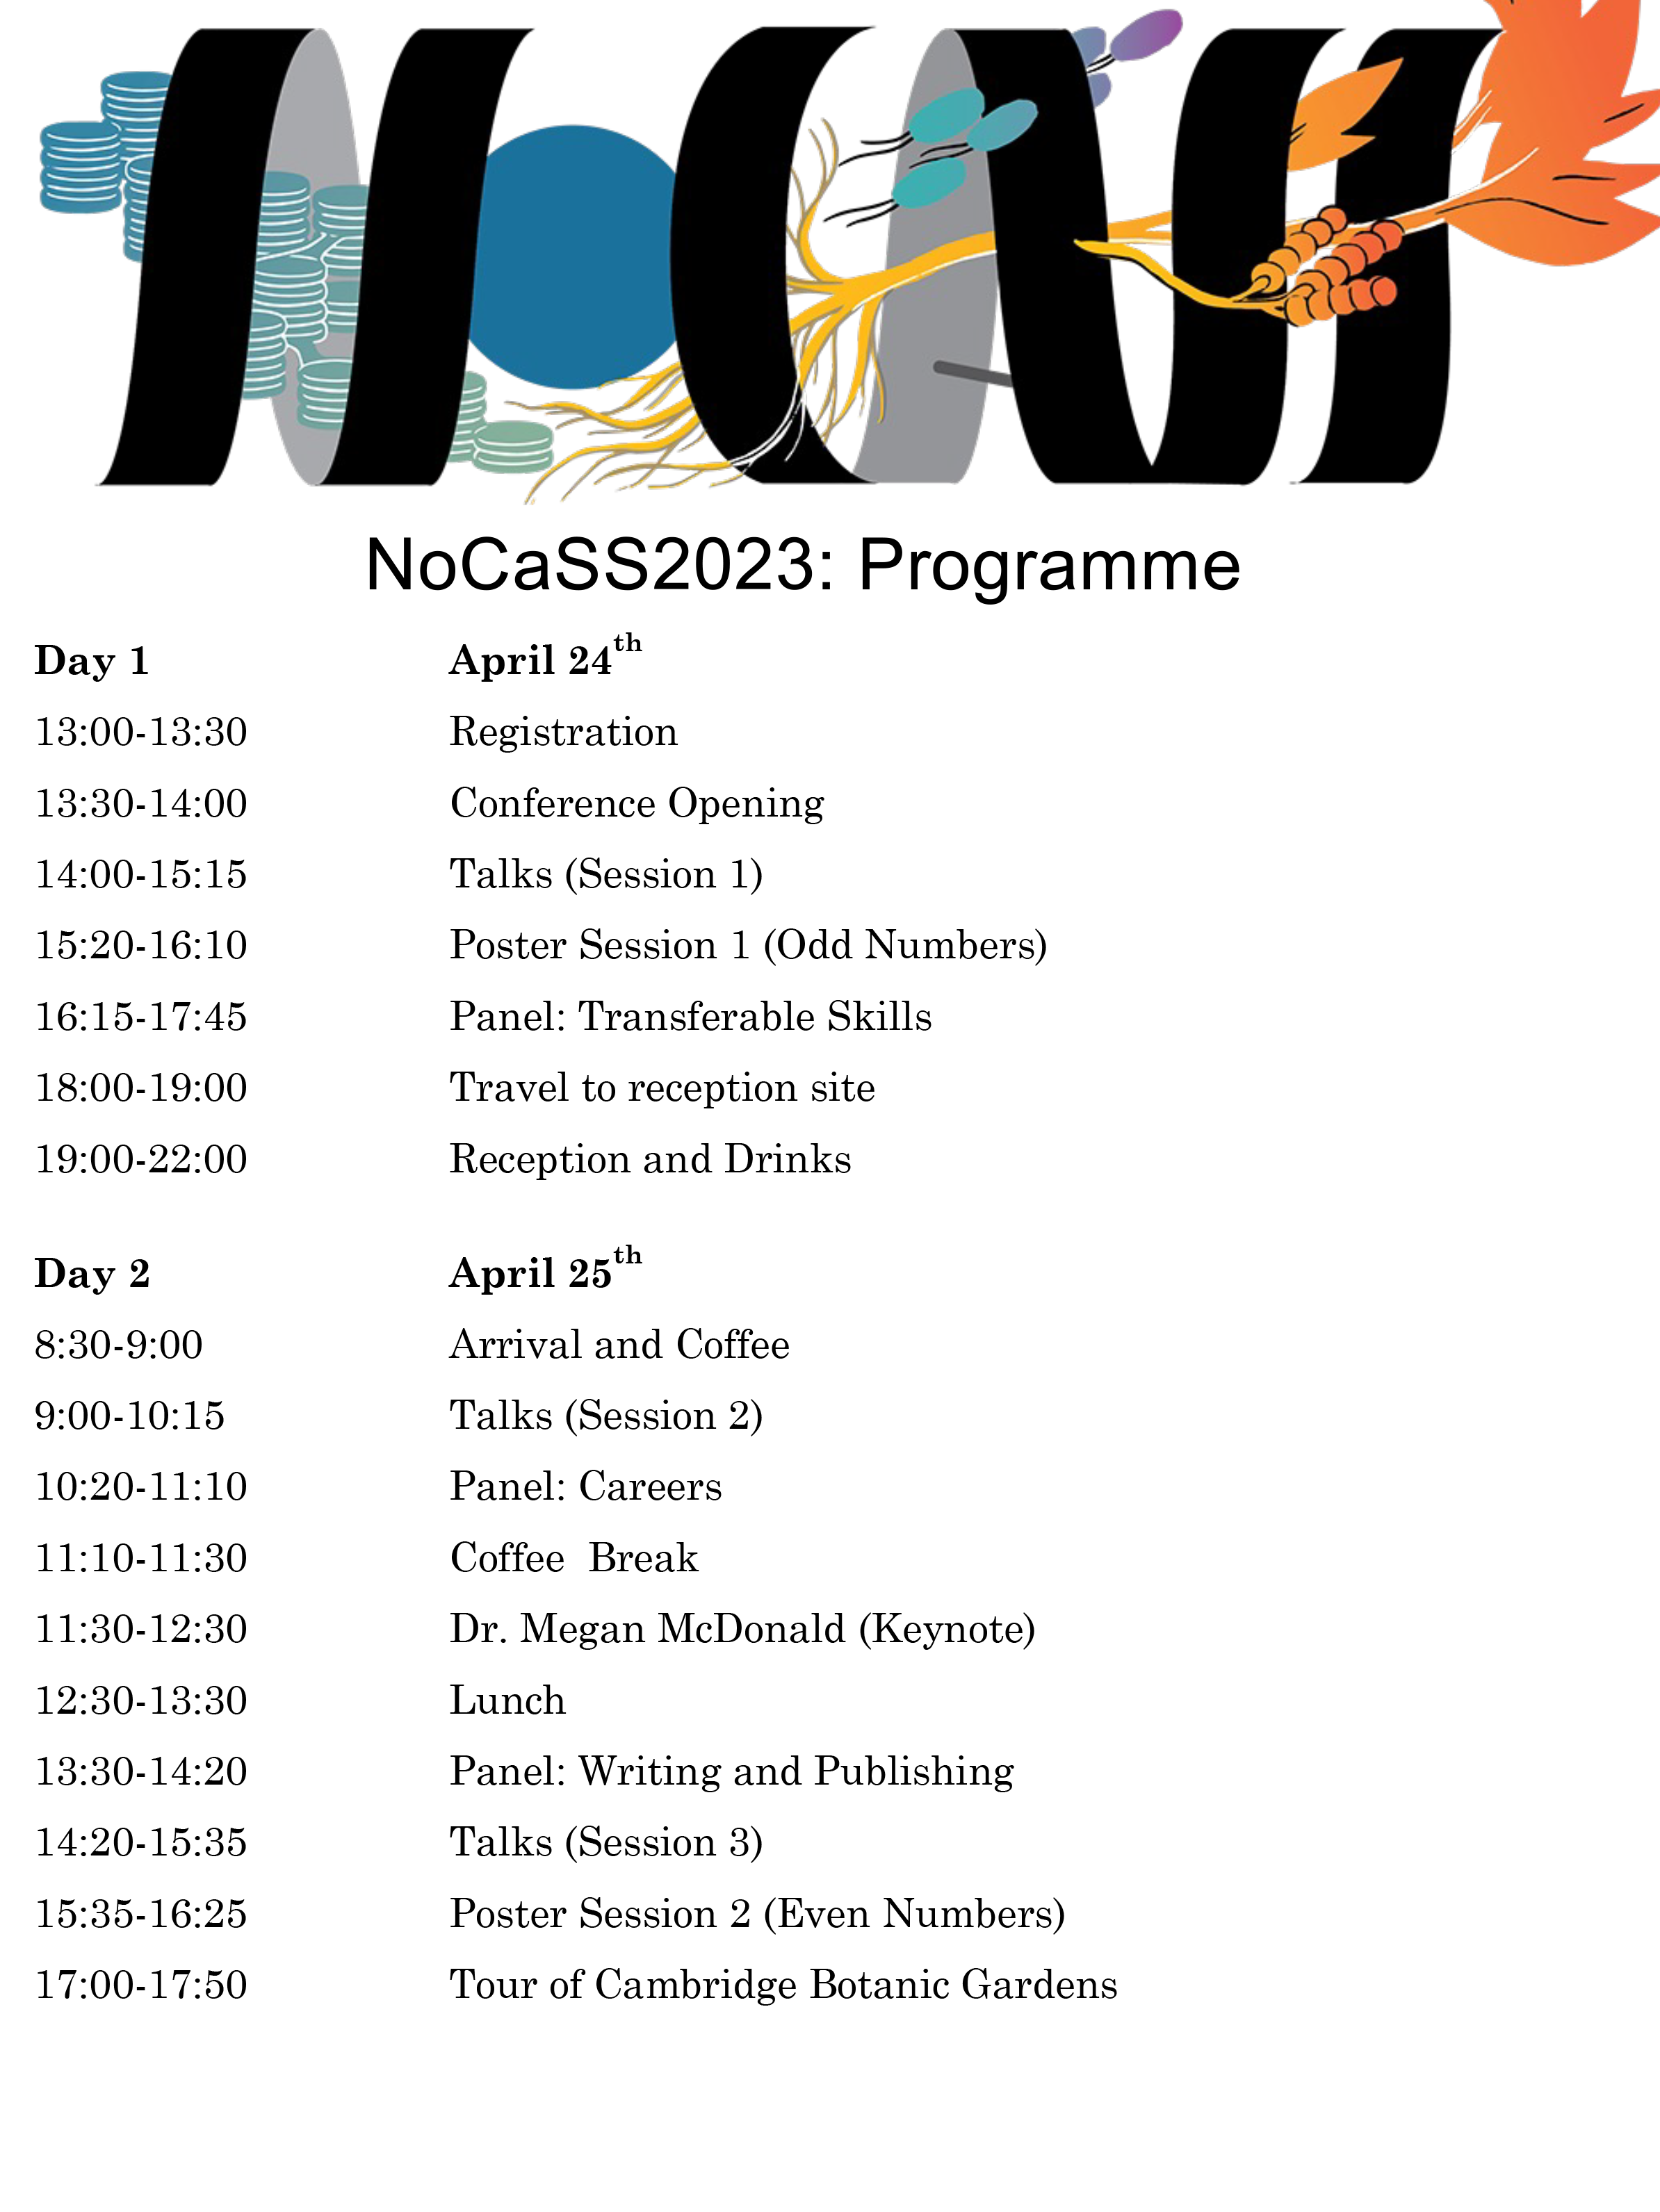 NoCaSS2023: Programme
Day 1 April 24th
13:00-13:30 Registration
13:30-14:00 Conference Opening
14:00-15:15 Talks (Session 1)
15:20-16:10 Poster Session 1 (Odd Numbers)
16:15-17:45 Panel: Transferable Skills
18:00-19:00 Travel to reception site
19:00-22:00 Reception and Drinks
Day 2 April 25th
8:30-9:00 Arrival and Coffee
9:00-10:15 Talks (Session 2)
10:20-11:10 Panel: Careers
11:10-11:30 Coffee  Break
11:30-12:30 Dr. Megan McDonald (Keynote)
12:30-13:30 Lunch
13:30-14:20 Panel: Writing and Publishing
14:20-15:35 Talks (Session 3)
15:35-16:25 Poster Session 2 (Even Numbers)
17:00-17:50 Tour of Cambridge Botanic Gardens